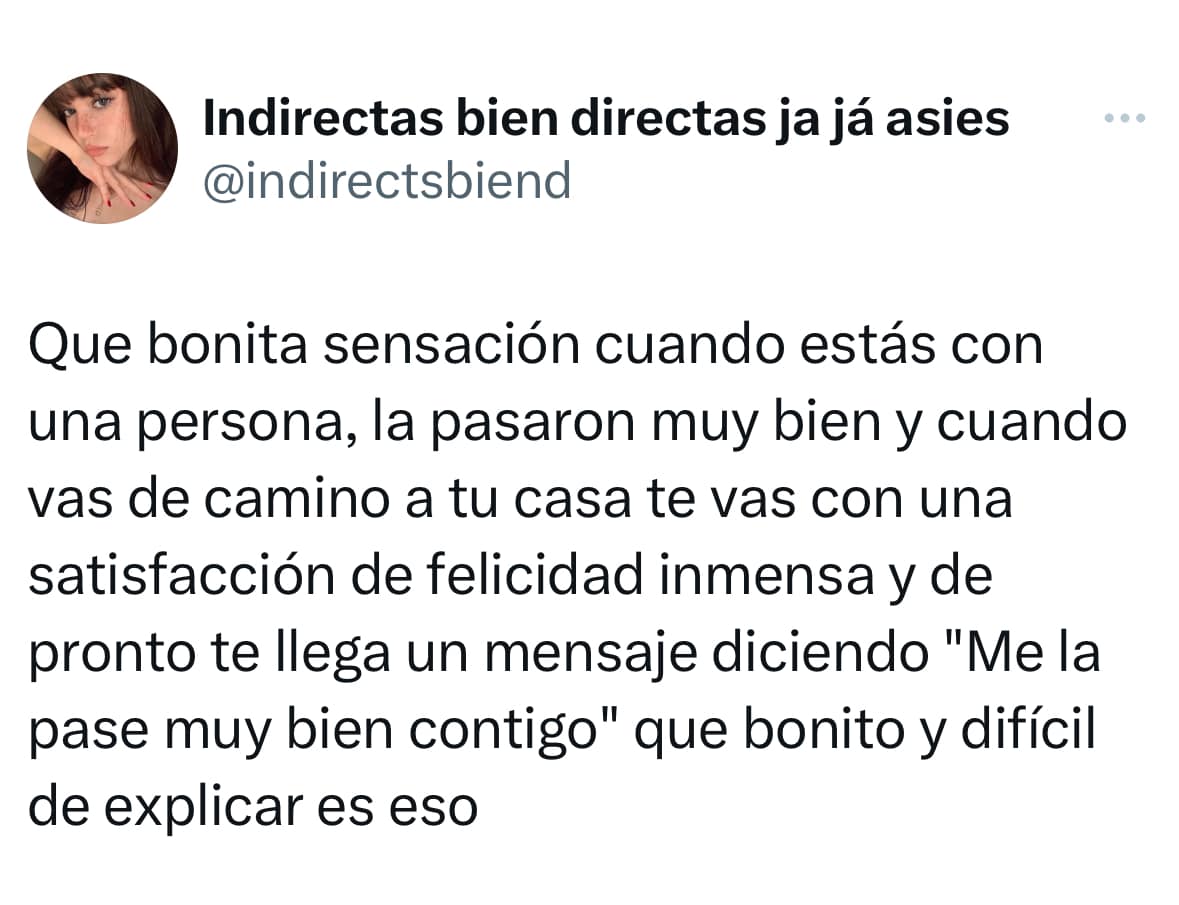 Indirectas bien directas ja já asies
@indirectsbiend
Que bonita sensación cuando estás con
una persona, la pasaron muy bien y cuando
vas de camino a tu casa te vas con una
satisfacción de felicidad inmensa y de
pronto te llega un mensaje diciendo "Me la
pase muy bien contigo" que bonito y difícil
de explicar es eso